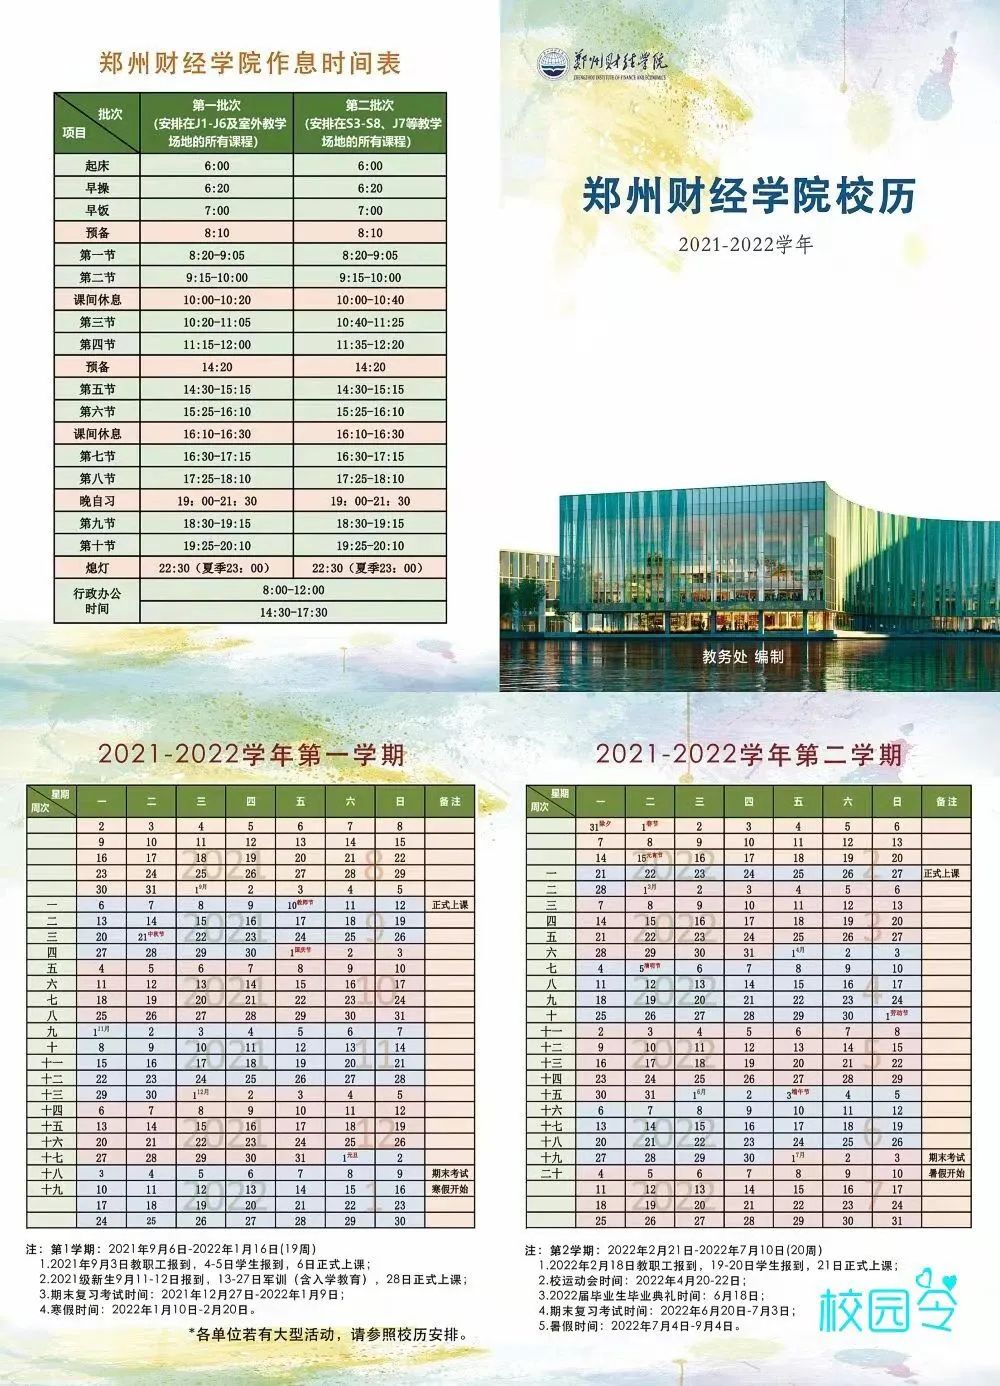 郑州财经学院作息时间表
批次
项目
第一批次
(安排在J1-J6及室外教学
场地的所有课程)
第二批次
(安排在S3-S8、J7等教学
场地的所有课程)
起床 6:00 6:00
早操 6:20 6:20
早饭 7:00 7:00
预备 8:10 8:10
第一节 8:20-9:05 8:20-9:05
第二节 9:15-10:00 9:15-10:00
课间休息 10:00-10:20 10:00-10:40
第三节 10:20-11:05 10:40-11:25
第四节 11:15-12:00 11:35-12:20
预备 14:20 14:20
第五节 14:30-15:15 14:30-15:15
第六节 15:25-16:10 15:25-16:10
课间休息 16:10-16:30 16:10-16:30
第七节 16:30-17:15 16:30-17:15
第八节 17:25-18:10 17:25-18:10
晚自习 19：00-21：30 19：00-21：30
第九节 18:30-19:15 18:30-19:15
第十节 19:25-20:10 19:25-20:10
熄灯 22:30（夏季23：00） 22:30（夏季23：00）
行政办公
时间
8:00-12:00
14:30-17:30
郑州财经学院
ZHENGZHOU INSTITUTE OF FINANCE AND ECONOMICS
郑州财经学院校历
2021-2022学年
教务处 编制
2021-2022学年第一学期
星期
周次
一 二 三 四 五 六 日 备注
2 3 4 5 6 7 8
9 10 11 12 13 14 15
16 17 18 19 20 21 22
23 24 25 26 27 28 29
30 31 1 9月 2 3 4 5
一 6 7 8 9 10 教师节 11 12 正式上课
二 13 14 15 16 17 18 19
三 20 21 中秋节 22 23 24 25 26
四 27 28 29 30 1 国庆节 2 3
五 4 5 6 7 8 9 10
六 11 12 13 14 15 16 17
七 18 19 20 21 22 23 24
八 25 26 27 28 29 30 31
九 1 11月 2 3 4 5 6 7
十 8 9 10 11 12 13 14
十一 15 16 17 18 19 20 21
十二 22 23 24 25 26 27 28
十三 29 30 1 12月 2 3 4 5
十四 6 7 8 9 10 11 12
十五 13 14 15 16 17 18 19
十六 20 21 22 23 24 25 26
十七 27 28 29 30 31 1 元旦 2
十八 3 4 5 6 7 8 9 期末考试
十九 10 11 12 13 14 15 16 寒假开始
17 18 19 20 21 22 23
24 25 26 27 28 29 30
2021 8
2021 9
2021 10
2021 11
2021 12
2022 1
注：第1学期：2021年9月6日-2022年1月16日(19周)
1.2021年9月3日教职工报到，4-5日学生报到，6日正式上课；
2.2021级新生9月11-12日报到，13-27日军训（含入学教育），28日正式上课；
3.期末复习考试时间：2021年12月27日-2022年1月9日；
4.寒假时间：2022年1月10日-2月20日。
*各单位若有大型活动，请参照校历安排。
2021-2022学年第二学期
星期
周次
一 二 三 四 五 六 日 备注
31 除夕 1 春节 2 3 4 5 6
7 8 9 10 11 12 13
14 15 元宵节 16 17 18 19 20
一 21 22 23 24 25 26 27 正式上课
二 28 1 3月 2 3 4 5 6
三 7 8 9 10 11 12 13
四 14 15 16 17 18 19 20
五 21 22 23 24 25 26 27
六 28 29 30 31 1 4月 2 3
七 4 5 清明节 6 7 8 9 10
八 11 12 13 14 15 16 17
九 18 19 20 21 22 23 24
十 25 26 27 28 29 30 1 劳动节
十一 2 3 4 5 6 7 8
十二 9 10 11 12 13 14 15
十三 16 17 18 19 20 21 22
十四 23 24 25 26 27 28 29
十五 30 31 1 6月 2 3 端午节 4 5
十六 6 7 8 9 10 11 12
十七 13 14 15 16 17 18 19
十八 20 21 22 23 24 25 26
十九 27 28 29 30 1 7月 2 3 期末考试
二十 4 5 6 7 8 9 10 暑假开始
11 12 13 14 15 16 17
18 19 20 21 22 23 24
25 26 27 28 29 30 31
2022 2
2022 3
2022 4
2022 5
2022 6
2022 7
注：第2学期：2022年2月21日-2022年7月10日(20周)
1.2022年2月18日教职工报到，19-20日学生报到，21日正式上课；
2.校运动会时间：2022年4月20-22日；
3.2022届毕业生毕业典礼时间：6月18日；
4.期末复习考试时间：2022年6月20日-7月3日；
5.暑假时间：2022年7月4日-9月4日。
校园令